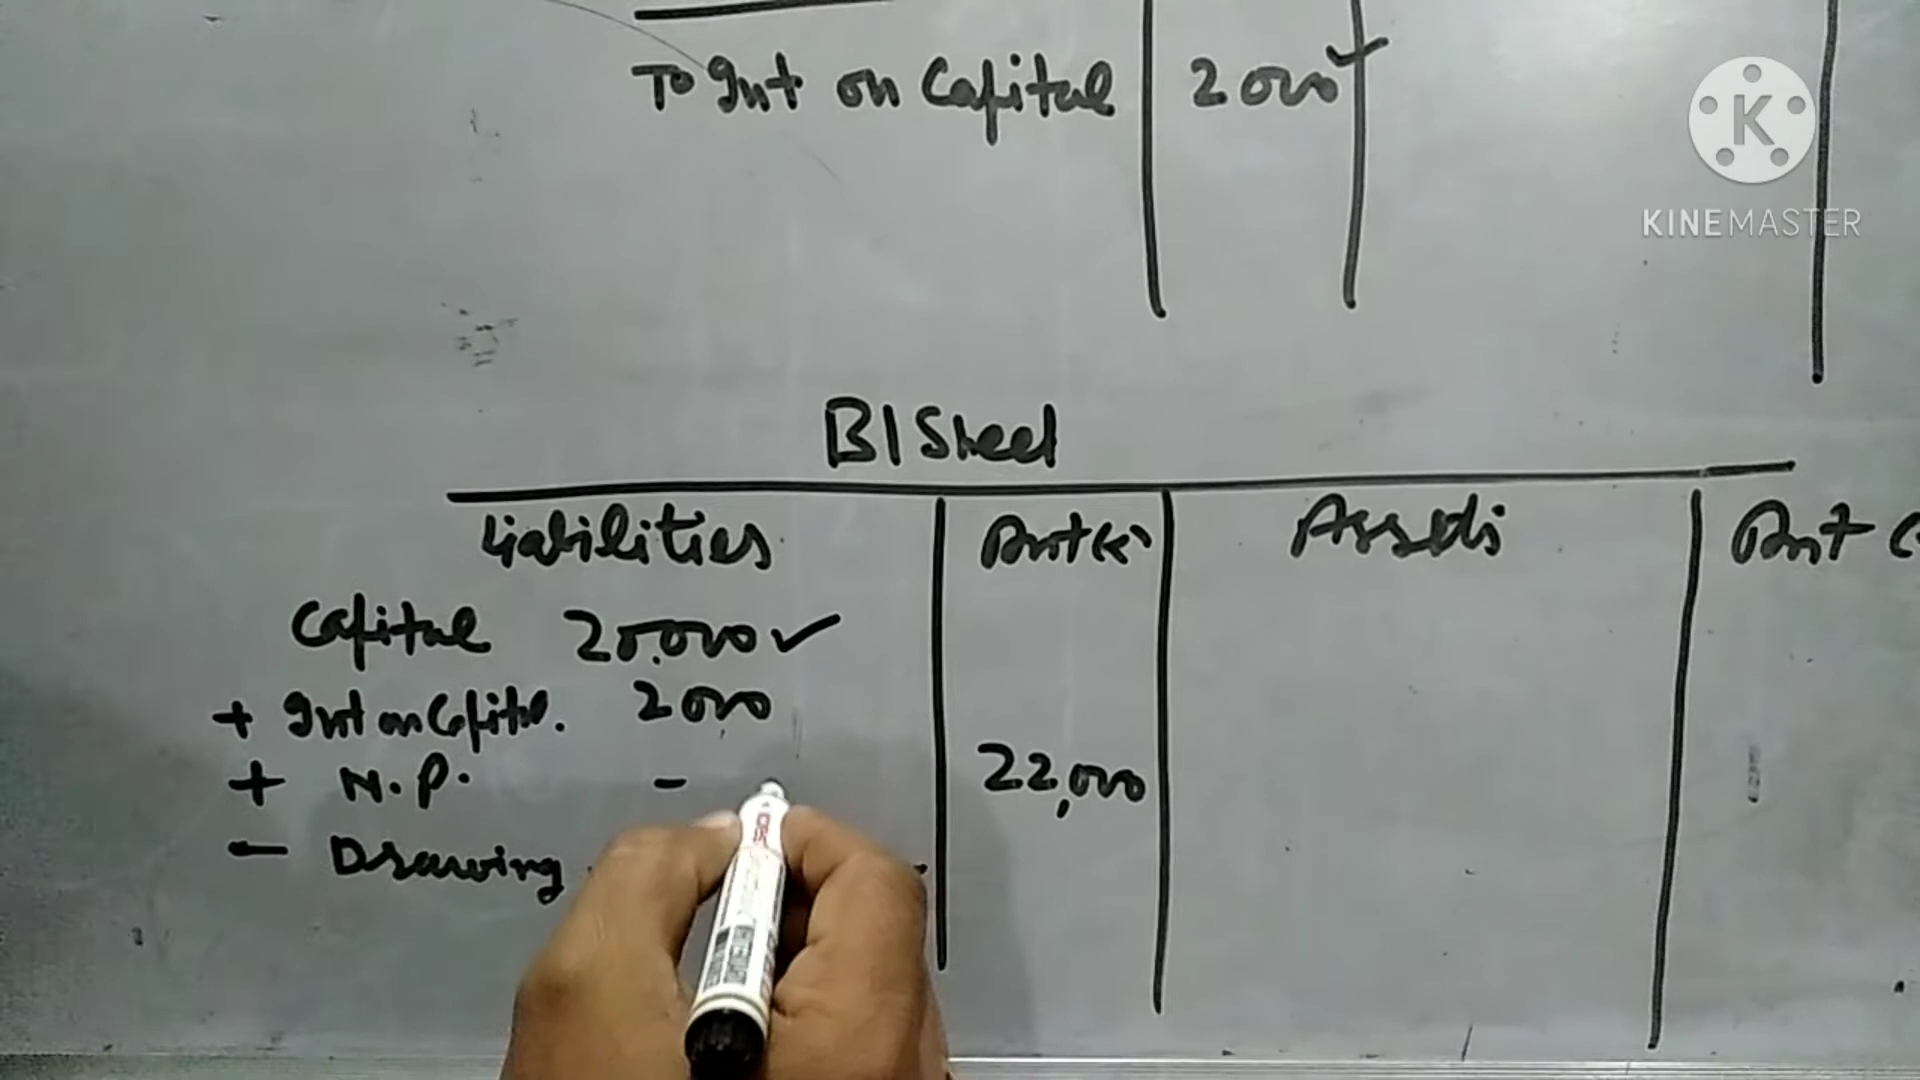 To Int on Capital 2000
K
KINEMASTER
B/Sheet
Liabilities Amt(₹) Assets Amt (
Capital 20,000
+ Int on Capital. 2000
+ N.P. - 22,000
- Drawing